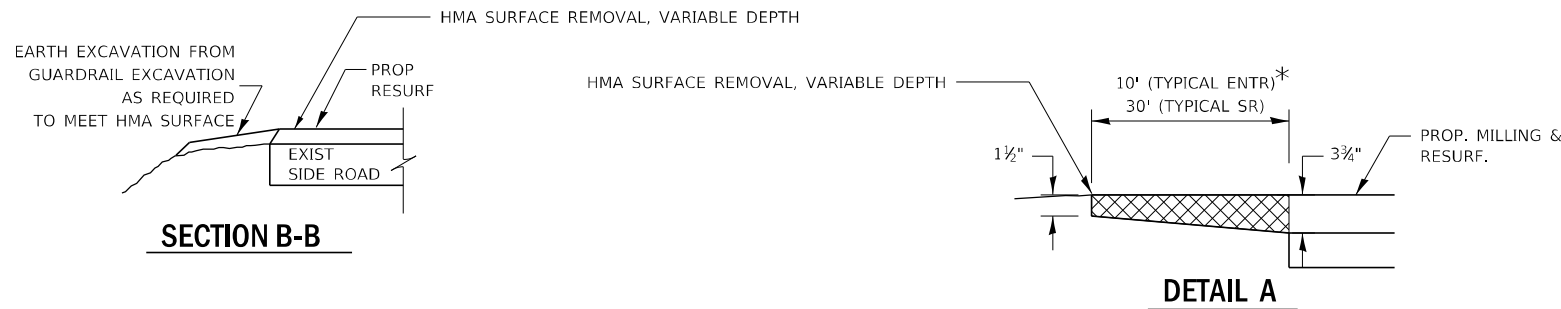 HMA SURFACE REMOVAL, VARIABLE DEPTH
EARTH EXCAVATION FROM
GUARDRAIL EXCAVATION
AS REQUIRED
TO MEET HMA SURFACE
PROP
RESURF
EXIST
SIDE ROAD
SECTION B-B
HMA SURFACE REMOVAL, VARIABLE DEPTH
10' (TYPICAL ENTR)*
30' (TYPICAL SR)
1½"
3¾"
PROP. MILLING &
RESURF.
DETAIL A